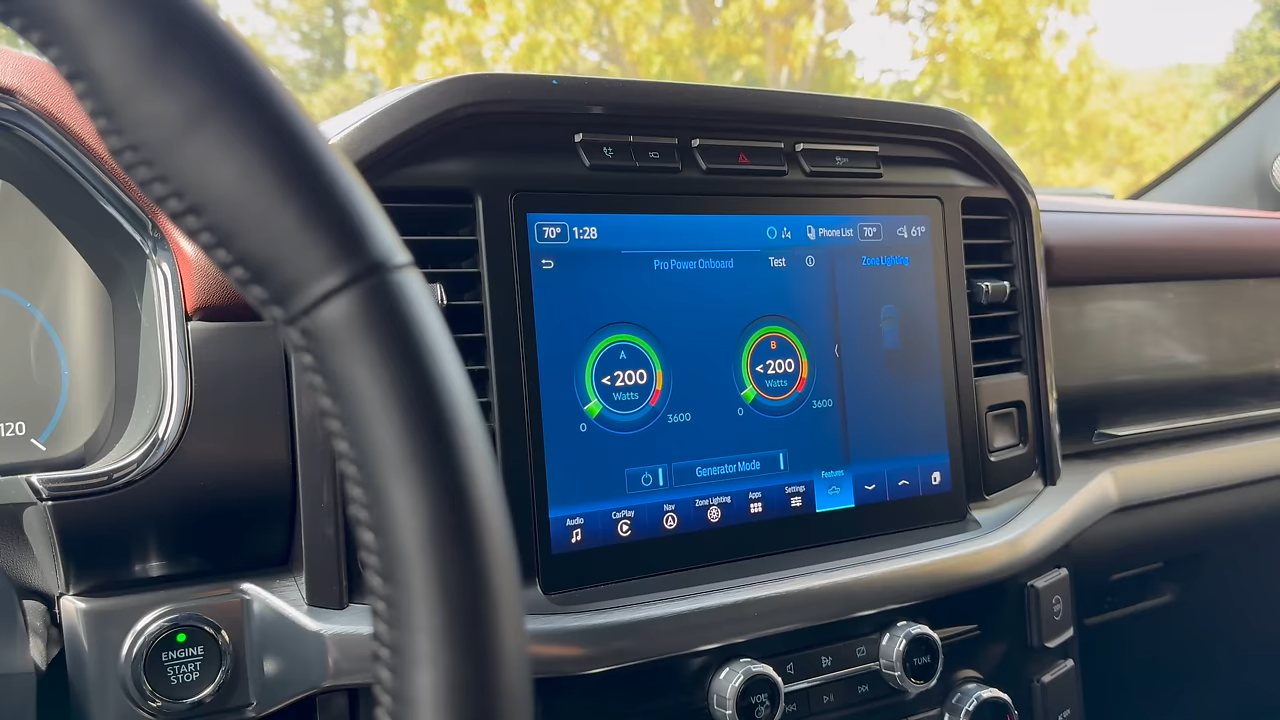 70° 1:28
Phone List 70° 61°
Pro Power Onboard Test
Zone Lighting
A
<200
Watts
0 3600
B
<200
Watts
0 3600
Generator Mode
Audio CarPlay Nav Zone Lighting Apps Settings Features
120
ENGINE
START
STOP
VOL
TUNE